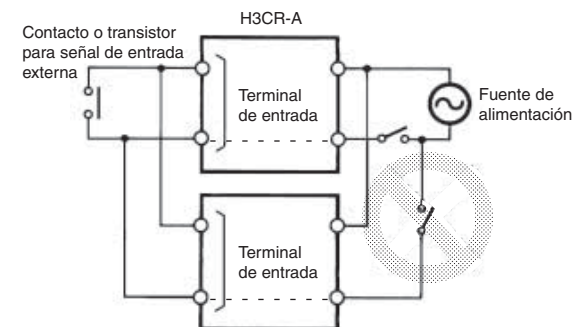 H3CR-A
Contacto o transistor
para señal de entrada
externa
Terminal
de entrada
Fuente de
alimentación
Terminal
de entrada